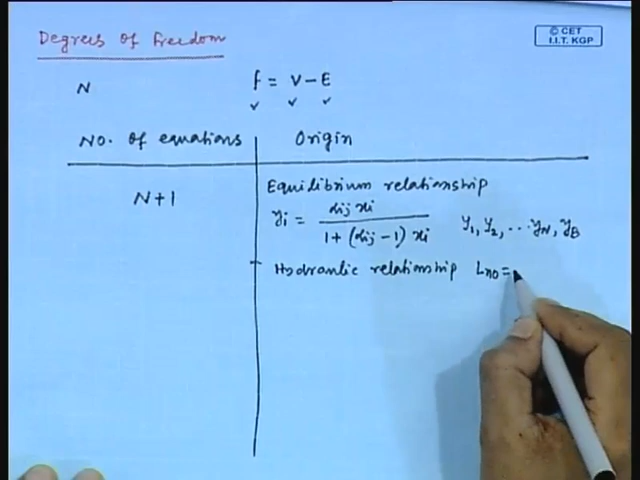 Degrees of Freedom
© CET
I.I.T. KGP
N
f = V - E
No. of equations
Origin
N+1
Equilibrium relationship
yi = αij xi / 1 + (αij - 1) xi
y1, y2, ... yN, yB
Hydraulic relationship Lno =